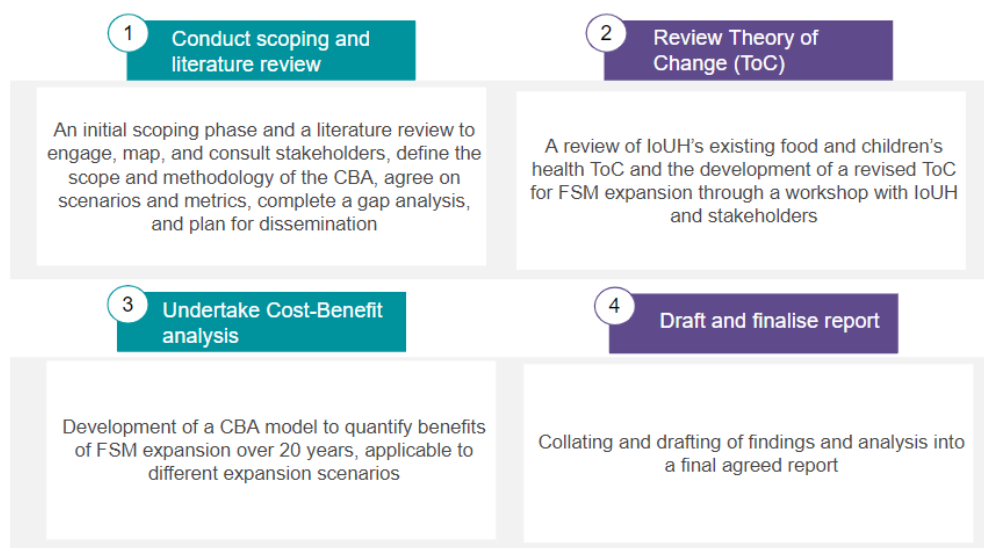 1
Conduct scoping and
literature review
An initial scoping phase and a literature review to
engage, map, and consult stakeholders, define the
scope and methodology of the CBA, agree on
scenarios and metrics, complete a gap analysis,
and plan for dissemination
2
Review Theory of
Change (ToC)
A review of IoUH's existing food and children's
health ToC and the development of a revised ToC
for FSM expansion through a workshop with IoUH
and stakeholders
3
Undertake Cost-Benefit
analysis
Development of a CBA model to quantify benefits
of FSM expansion over 20 years, applicable to
different expansion scenarios
4
Draft and finalise report
Collating and drafting of findings and analysis into
a final agreed report